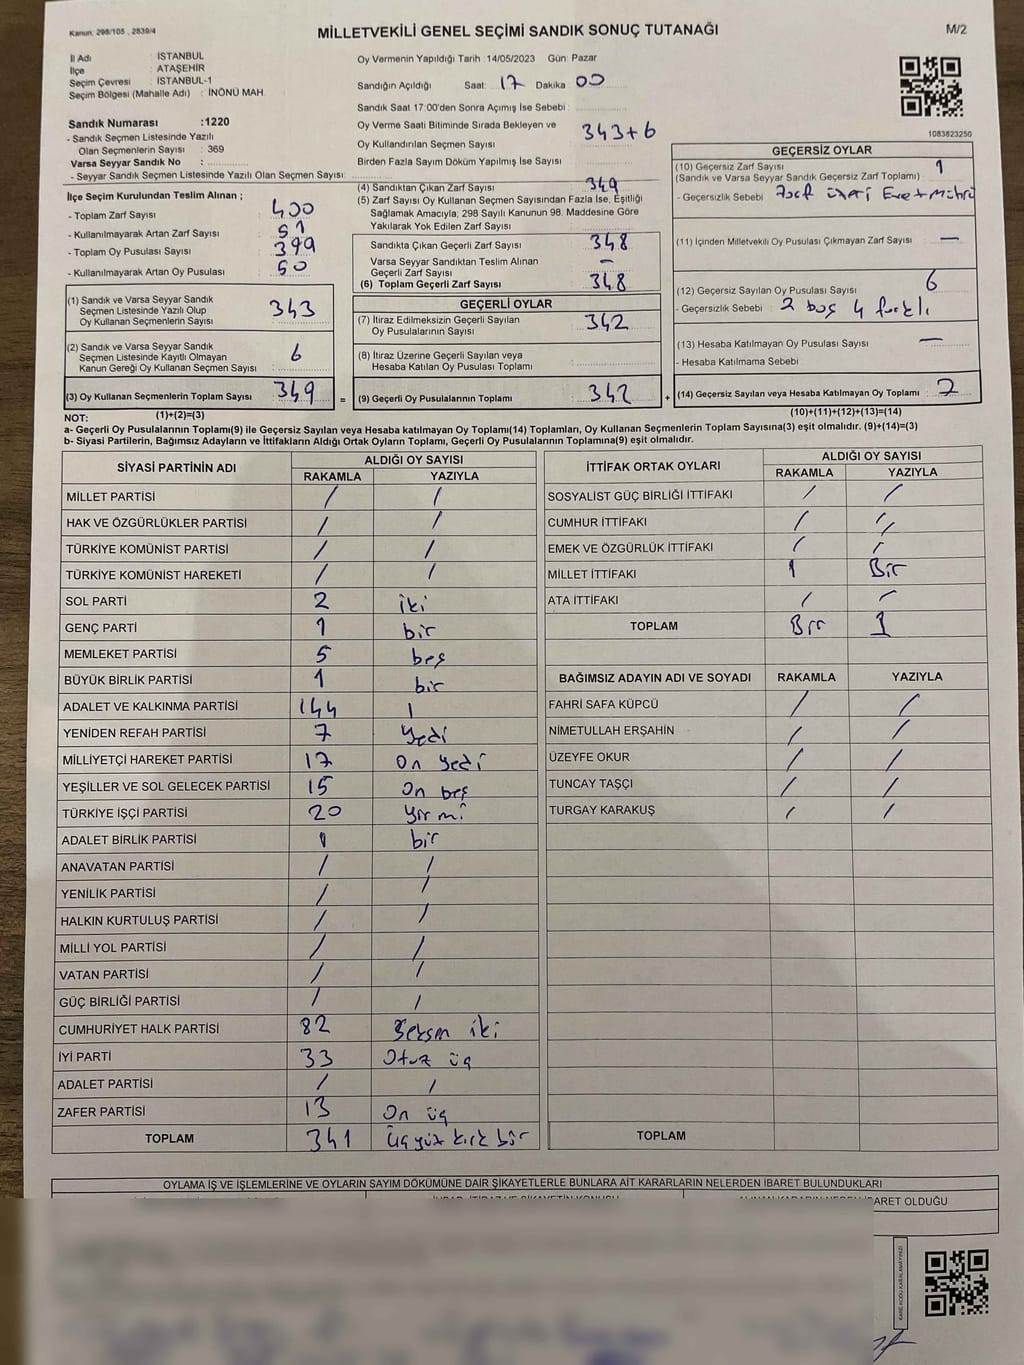 Kanun: 298/105 , 2839/4
MİLLETVEKİLİ GENEL SEÇİMİ SANDIK SONUÇ TUTANAĞI
M/2
İl Adı : İSTANBUL
İlçe : ATAŞEHİR
Seçim Çevresi : İSTANBUL-1
Seçim Bölgesi (Mahalle Adı) : İNÖNÜ MAH.
Sandık Numarası :1220
- Sandık Seçmen Listesinde Yazılı
Olan Seçmenlerin Sayısı : 369
Varsa Seyyar Sandık No :
- Seyyar Sandık Seçmen Listesinde Yazılı Olan Seçmen Sayısı:
Oy Vermenin Yapıldığı Tarih :14/05/2023 Gün: Pazar
Sandığın Açıldığı Saat: 17 Dakika 00
Sandık Saat 17:00'den Sonra Açımış İse Sebebi :
Oy Verme Saati Bitiminde Sırada Bekleyen ve
Oy Kullandırılan Seçmen Sayısı 343+6
Birden Fazla Sayım Döküm Yapılmış İse Sayısı
1083823250
İlçe Seçim Kurulundan Teslim Alınan ;
- Toplam Zarf Sayısı : 400
- Kullanılmayarak Artan Zarf Sayısı : 51
- Toplam Oy Pusulası Sayısı : 399
- Kullanılmayarak Artan Oy Pusulası : 50
(1) Sandık ve Varsa Seyyar Sandık
Seçmen Listesinde Yazılı Olup
Oy Kullanan Seçmenlerin Sayısı 343
(2) Sandık ve Varsa Seyyar Sandık
Seçmen Listesinde Kayıtlı Olmayan
Kanun Gereği Oy Kullanan Seçmen Sayısı 6
(3) Oy Kullanan Seçmenlerin Toplam Sayısı 349
=
(4) Sandıktan Çıkan Zarf Sayısı 349
(5) Zarf Sayısı Oy Kullanan Seçmen Sayısından Fazla İse, Eşitliği
Sağlamak Amacıyla; 298 Sayılı Kanunun 98. Maddesine Göre
Yakılarak Yok Edilen Zarf Sayısı :
Sandıkta Çıkan Geçerli Zarf Sayısı 348
Varsa Seyyar Sandıktan Teslim Alınan
Geçerli Zarf Sayısı –
(6) Toplam Geçerli Zarf Sayısı 348
GEÇERLİ OYLAR
(7) İtiraz Edilmeksizin Geçerli Sayılan
Oy Pusulalarının Sayısı 342
(8) İtiraz Üzerine Geçerli Sayılan veya
Hesaba Katılan Oy Pusulası Toplamı
(9) Geçerli Oy Pusulalarının Toplamı 342
+
GEÇERSİZ OYLAR
(10) Geçersiz Zarf Sayısı 1
(Sandık ve Varsa Seyyar Sandık Geçersiz Zarf Toplamı)
- Geçersizlik Sebebi : Zarf üzeri Evet Mührü
(11) İçinden Milletvekili Oy Pusulası Çıkmayan Zarf Sayısı –
(12) Geçersiz Sayılan Oy Pusulası Sayısı 6
- Geçersizlik Sebebi : 2 boş 4 farklı
(13) Hesaba Katılmayan Oy Pusulası Sayısı –
- Hesaba Katılmama Sebebi
(14) Geçersiz Sayılan veya Hesaba Katılmayan Oy Toplamı 7
NOT: (1)+(2)=(3)
(10)+(11)+(12)+(13)=(14)
a- Geçerli Oy Pusulalarının Toplamı(9) ile Geçersiz Sayılan veya Hesaba Katılmayan Oy Toplamı(14) Toplamları, Oy Kullanan Seçmenlerin Toplam Sayısına(3) eşit olmalıdır. (9)+(14)=(3)
b- Siyasi Partilerin, Bağımsız Adayların ve İttifakların Aldığı Ortak Oyların Toplamı, Geçerli Oy Pusulalarının Toplamına(9) eşit olmalıdır.
SİYASİ PARTİNİN ADI ALDIĞI OY SAYISI
RAKAMLA YAZIYLA
MİLLET PARTİSİ / /
HAK VE ÖZGÜRLÜKLER PARTİSİ / /
TÜRKİYE KOMÜNİST PARTİSİ / /
TÜRKİYE KOMÜNİST HAREKETİ / /
SOL PARTİ 2 iki
GENÇ PARTİ 1 bir
MEMLEKET PARTİSİ 5 beş
BÜYÜK BİRLİK PARTİSİ 1 bir
ADALET VE KALKINMA PARTİSİ 144 1
YENİDEN REFAH PARTİSİ 7 Yedi
MİLLİYETÇİ HAREKET PARTİSİ 17 On Yedi
YEŞİLLER VE SOL GELECEK PARTİSİ 15 On beş
TÜRKİYE İŞÇİ PARTİSİ 20 Yirmi
ADALET BİRLİK PARTİSİ 1 bir
ANAVATAN PARTİSİ / /
YENİLİK PARTİSİ / /
HALKIN KURTULUŞ PARTİSİ / /
MİLLİ YOL PARTİSİ / /
VATAN PARTİSİ / /
GÜÇ BİRLİĞİ PARTİSİ / /
CUMHURİYET HALK PARTİSİ 82 Seksen iki
İYİ PARTİ 33 Otuz üç
ADALET PARTİSİ / /
ZAFER PARTİSİ 13 On üç
TOPLAM 341 Üçyüz kırk bir
İTTİFAK ORTAK OYLARI ALDIĞI OY SAYISI
RAKAMLA YAZIYLA
SOSYALİST GÜÇ BİRLİĞİ İTTİFAKI / /
CUMHUR İTTİFAKI / /
EMEK VE ÖZGÜRLÜK İTTİFAKI / /
MİLLET İTTİFAKI 1 Bir
ATA İTTİFAKI / /
TOPLAM Bir 1
BAĞIMSIZ ADAYIN ADI VE SOYADI RAKAMLA YAZIYLA
FAHRİ SAFA KÜPCÜ / /
NİMETULLAH ERŞAHİN / /
ÜZEYFE OKUR / /
TUNCAY TAŞÇI / /
TURGAY KARAKUŞ / /
TOPLAM
OYLAMA İŞ VE İŞLEMLERİNE VE OYLARIN SAYIM DÖKÜMÜNE DAİR ŞİKAYETLERLE BUNLARA AİT KARARLARIN NELERDEN İBARET BULUNDUKLARI
OLDUĞU
KARE KODU KARALAMAYINIZ!